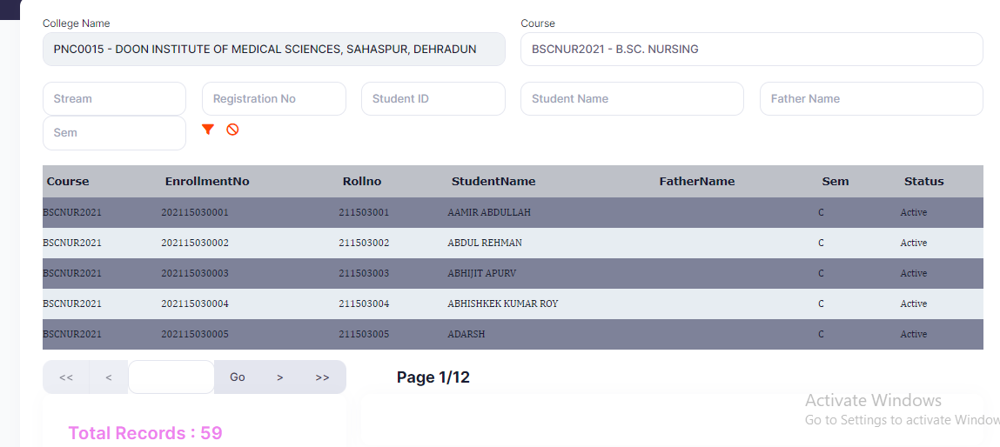 College Name Course
PNC0015 - DOON INSTITUTE OF MEDICAL SCIENCES, SAHASPUR, DEHRADUN BSCNUR2021 - B.SC. NURSING
Stream Registration No Student ID Student Name Father Name
Sem
Course EnrollmentNo Rollno StudentName FatherName Sem Status
BSCNUR2021 202115030001 211503001 AAMIR ABDULLAH C Active
BSCNUR2021 202115030002 211503002 ABDUL REHMAN C Active
BSCNUR2021 202115030003 211503003 ABHIJIT APURV C Active
BSCNUR2021 202115030004 211503004 ABHISHKEK KUMAR ROY C Active
BSCNUR2021 202115030005 211503005 ADARSH C Active
<< < Go > >> Page 1/12
Activate Windows
Go to Settings to activate Window
Total Records : 59